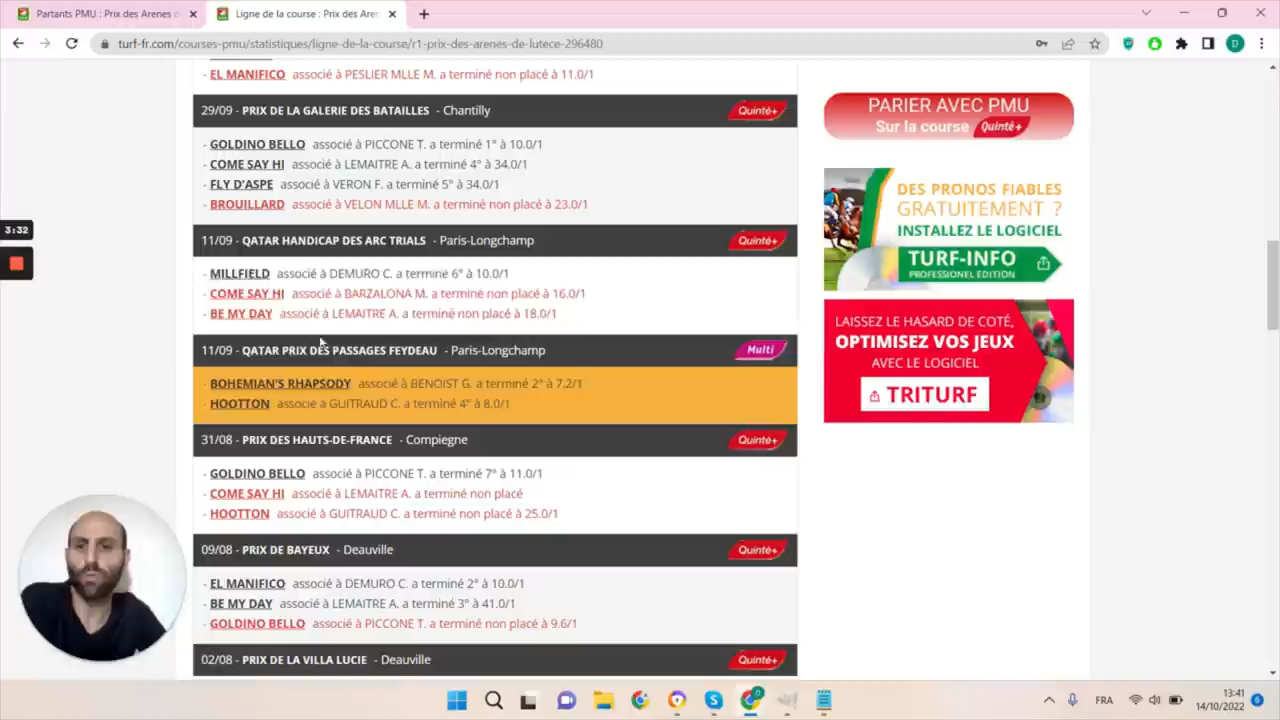 Partants PMU : Prix des Arenes d
Ligne de la course : Prix des Aren
turf-fr.com/courses-pmu/statistiques/ligne-de-la-course/r1-prix-des-arenes-de-lutece-296480
D
- EL MANIFICO associé à PESLIER MLLE M. a terminé non placé à 11.0/1
29/09 - PRIX DE LA GALERIE DES BATAILLES - Chantilly Quinté+
- GOLDINO BELLO associé à PICCONE T. a terminé 1° à 10.0/1
- COME SAY HI associé à LEMAITRE A. a terminé 4° à 34.0/1
- FLY D'ASPE associé à VERON F. a terminé 5° à 34.0/1
- BROUILLARD associé à VELON MLLE M. a terminé non placé à 23.0/1
11/09 - QATAR HANDICAP DES ARC TRIALS - Paris-Longchamp Quinté+
- MILLFIELD associé à DEMURO C. a terminé 6° à 10.0/1
- COME SAY HI associé à BARZALONA M. a terminé non placé à 16.0/1
- BE MY DAY associé à LEMAITRE A. a terminé non placé à 18.0/1
11/09 - QATAR PRIX DES PASSAGES FEYDEAU - Paris-Longchamp Multi
- BOHEMIAN'S RHAPSODY associé à BENOIST G. a terminé 2° à 7.2/1
- HOOTTON associé à GUITRAUD C. a terminé 4° à 8.0/1
31/08 - PRIX DES HAUTS-DE-FRANCE - Compiegne Quinté+
- GOLDINO BELLO associé à PICCONE T. a terminé 7° à 11.0/1
- COME SAY HI associé à LEMAITRE A. a terminé non placé
- HOOTTON associé à GUITRAUD C. a terminé non placé à 25.0/1
09/08 - PRIX DE BAYEUX - Deauville Quinté+
- EL MANIFICO associé à DEMURO C. a terminé 2° à 10.0/1
- BE MY DAY associé à LEMAITRE A. a terminé 3° à 41.0/1
- GOLDINO BELLO associé à PICCONE T. a terminé non placé à 9.6/1
02/08 - PRIX DE LA VILLA LUCIE - Deauville Quinté+
PARIER AVEC PMU
Sur la course Quinté+
DES PRONOS FIABLES
GRATUITEMENT ?
INSTALLEZ LE LOGICIEL
TURF-INFO
PROFESSIONEL ÉDITION
LAISSEZ LE HASARD DE COTÉ,
OPTIMISEZ VOS JEUX
AVEC LE LOGICIEL
TRITURF
3:32
FRA
13:41
14/10/2022